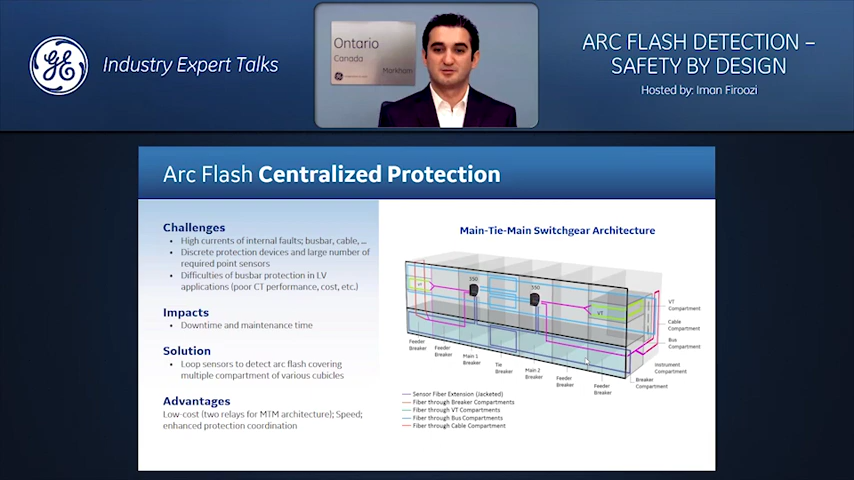 GE
Industry Expert Talks
Ontario
Canada
Markham
ARC FLASH DETECTION –
SAFETY BY DESIGN
Hosted by: Iman Firoozi
Arc Flash Centralized Protection
Challenges
• High currents of internal faults; busbar, cable, ...
• Discrete protection devices and large number of
required point sensors
• Difficulties of busbar protection in LV
applications (poor CT performance, cost, etc.)
Impacts
• Downtime and maintenance time
Solution
• Loop sensors to detect arc flash covering
multiple compartment of various cubicles
Advantages
Low-cost (two relays for MTM architecture); Speed;
enhanced protection coordination
Main-Tie-Main Switchgear Architecture
VT
350
350
VT
VT
Compartment
Cable
Compartment
Bus
Compartment
Instrument
Compartment
Breaker
Compartment
Feeder
Breaker
Feeder
Breaker
Main 1
Breaker
Tie
Breaker
Main 2
Breaker
Feeder
Breaker
Feeder
Breaker
Sensor Fiber Extension (Jacketed)
Fiber through Breaker Compartments
Fiber through VT Compartments
Fiber through Bus Compartments
Fiber through Cable Compartment